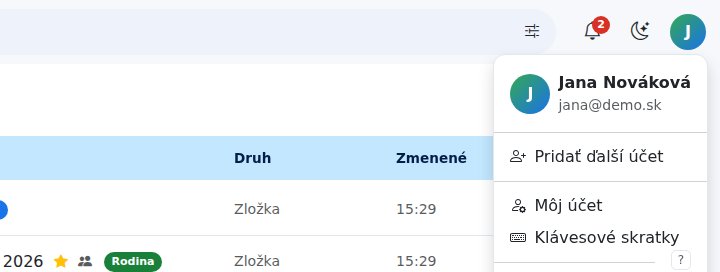 2
J
J
Jana Nováková
jana@demo.sk
Pridať ďalší účet
Druh
Zmenené
Zložka
15:29
Môj účet
Klávesové skratky
?
2026
Rodina
Zložka
15:29